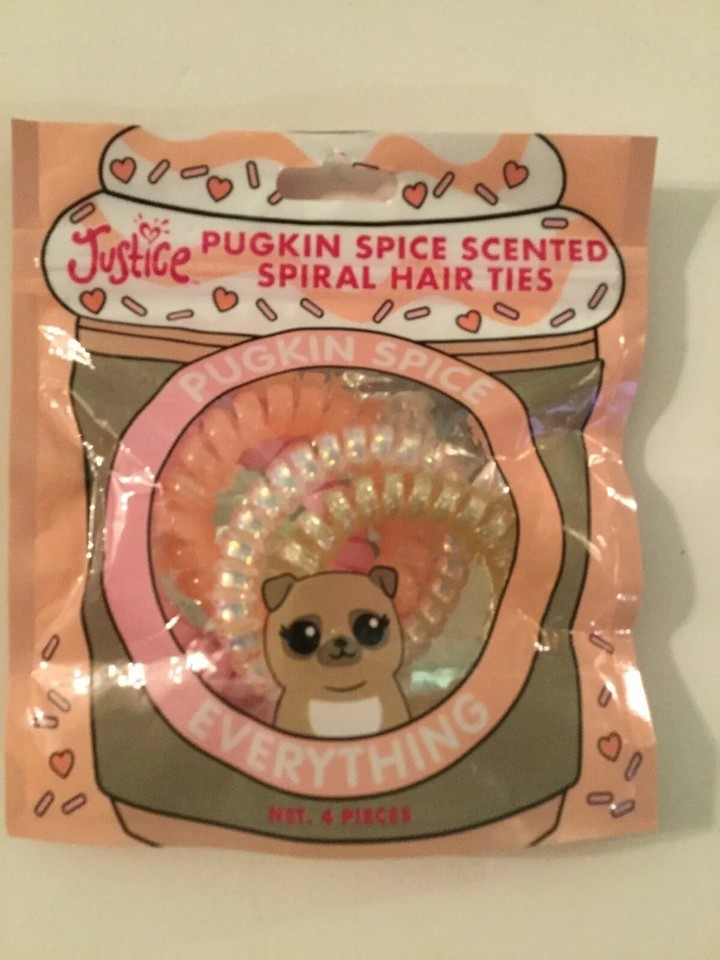 Justice
PUGKIN SPICE SCENTED
SPIRAL HAIR TIES
PUGKIN SPICE
EVERYTHING
NET. 4 PIECES